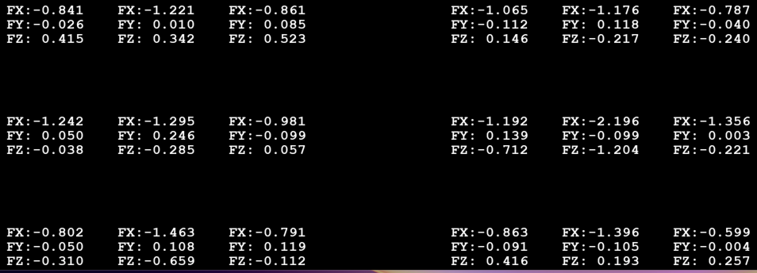 FX:-0.841 FX:-1.221 FX:-0.861 FX:-1.065 FX:-1.176 FX:-0.787
FY:-0.026 FY: 0.010 FY: 0.085 FY:-0.112 FY: 0.118 FY:-0.040
FZ: 0.415 FZ: 0.342 FZ: 0.523 FZ: 0.146 FZ:-0.217 FZ:-0.240
FX:-1.242 FX:-1.295 FX:-0.981 FX:-1.192 FX:-2.196 FX:-1.356
FY: 0.050 FY: 0.246 FY:-0.099 FY: 0.139 FY:-0.099 FY: 0.003
FZ:-0.038 FZ:-0.285 FZ: 0.057 FZ:-0.712 FZ:-1.204 FZ:-0.221
FX:-0.802 FX:-1.463 FX:-0.791 FX:-0.863 FX:-1.396 FX:-0.599
FY:-0.050 FY: 0.108 FY: 0.119 FY:-0.091 FY:-0.105 FY:-0.004
FZ:-0.310 FZ:-0.659 FZ:-0.112 FZ: 0.416 FZ: 0.193 FZ: 0.257